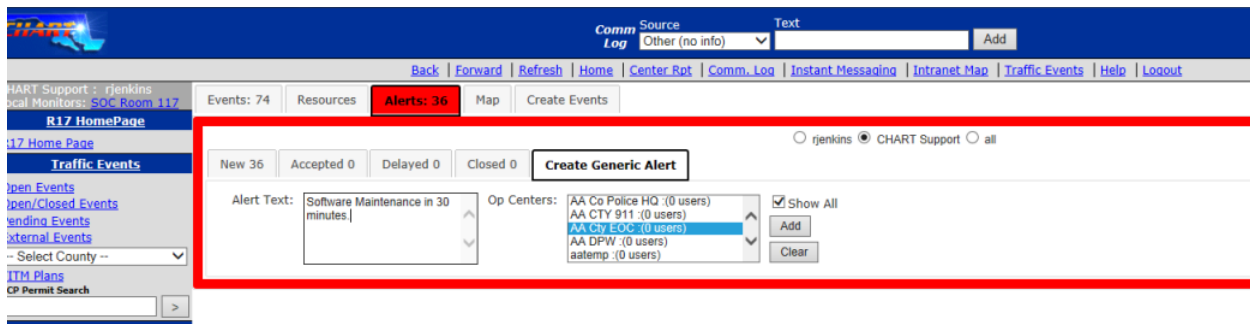 CHART
Comm Log Source Text
Other (no info) Add
Back | Forward | Refresh | Home | Center Rpt | Comm. Log | Instant Messaging | Intranet Map | Traffic Events | Help | Logout
HART Support : rjenkins
ocal Monitors: SOC Room 117
Events: 74 Resources Alerts: 36 Map Create Events
R17 HomePage
R17 Home Page
rjenkins CHART Support all
Traffic Events
New 36 Accepted 0 Delayed 0 Closed 0 Create Generic Alert
Open Events
Open/Closed Events
Pending Events
External Events
-- Select County --
FITM Plans
CP Permit Search
>
Alert Text: Software Maintenance in 30
minutes.
Op Centers: AA Co Police HQ :(0 users)
AA CTY 911 :(0 users)
AA Cty EOC :(0 users)
AA DPW :(0 users)
aatemp :(0 users)
Show All
Add
Clear